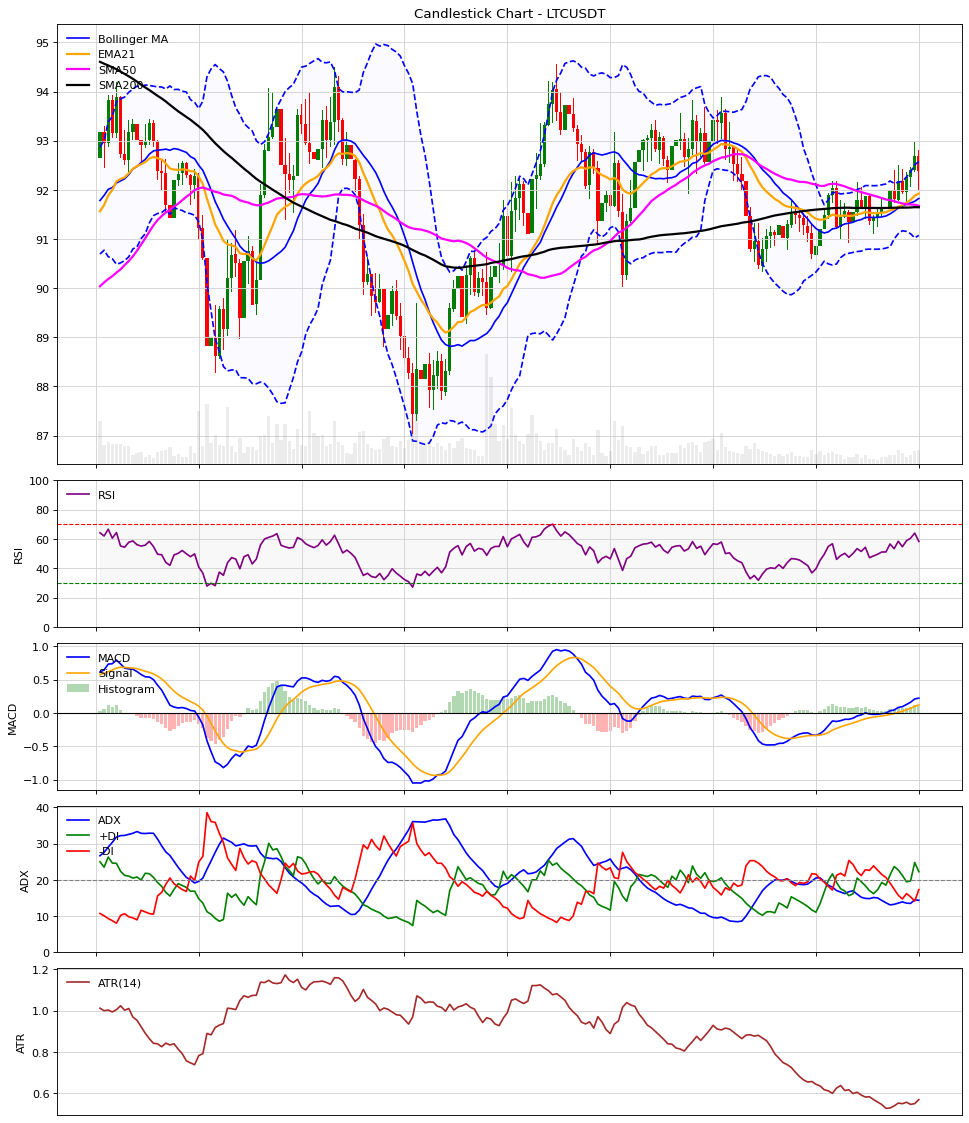 Candlestick Chart - LTCUSDT
Bollinger MA
EMA21
SMA50
SMA200
95
94
93
92
91
90
89
88
87
RSI
RSI
100
80
60
40
20
0
MACD
Signal
Histogram
MACD
1.0
0.5
0.0
−0.5
−1.0
ADX
+DI
-DI
ADX
40
30
20
10
0
ATR(14)
ATR
1.2
1.0
0.8
0.6